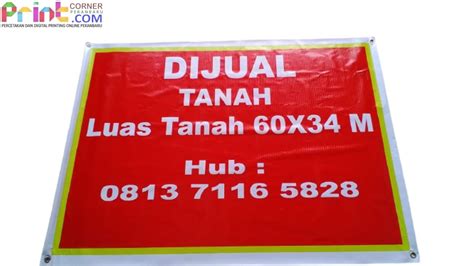 Print CORNER
PEKANBARU
.COM
PERCETAKAN DAN DIGITAL PRINTING ONLINE PEKANBARU
DIJUAL
TANAH
Luas Tanah 60X34 M
Hub :
0813 7116 5828